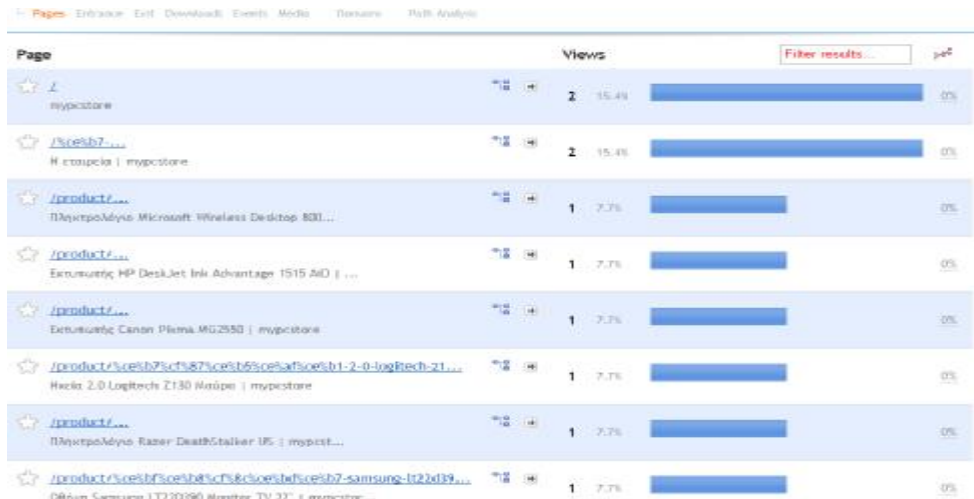 Pages Entrance Exit Downloads Events Media Domains Path Analysis
Page Views Filter results...
/ 2 15.4% 0%
mypcstore
/%ce%b7-... 2 15.4% 0%
Η εταιρεία | mypcstore
/product/... 1 7.7% 0%
Πληκτρολόγιο Microsoft Wireless Desktop 800...
/product/... 1 7.7% 0%
Εκτυπωτής HP DeskJet Ink Advantage 1515 AiO | ...
/product/... 1 7.7% 0%
Εκτυπωτής Canon Pixma MG2550 | mypcstore
/product/%ce%b7%cf%87%ce%b5%ce%af%ce%b1-2-0-logitech-z1... 1 7.7% 0%
Ηχεία 2.0 Logitech Z130 Μαύρο | mypcstore
/product/... 1 7.7% 0%
Πληκτρολόγιο Razer DeathStalker US | mypcst...
/product/%ce%bf%ce%b8%cf%8c%ce%bd%ce%b7-samsung-lt22d39... 1 7.7% 0%
Οθόνη Samsung LT22D390 Monitor TV 22" | mypcstor...